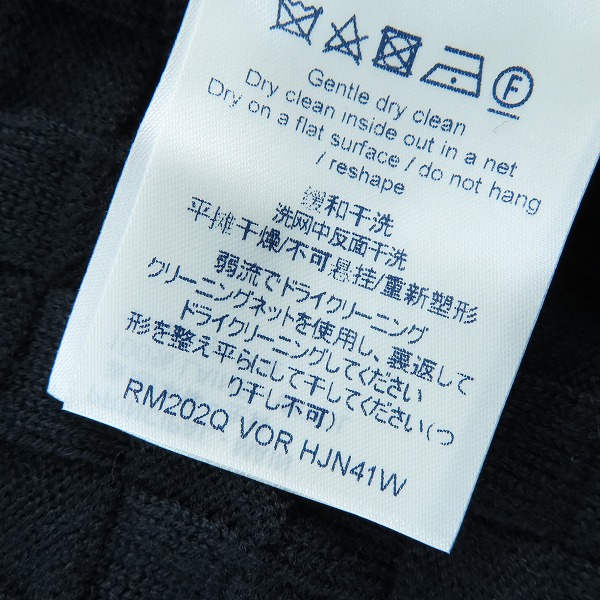 F
Gentle dry clean
Dry clean inside out in a net
Dry on a flat surface / do not hang
/ reshape
缓和干洗
洗网中反面干洗
平摊干燥/不可悬挂/重新塑形
弱流でドライクリーニング
クリーニングネットを使用し、裏返して
ドライクリーニングしてください
形を整え平らにして干してください(つ
り干し不可)
RM202Q VOR HJN41W